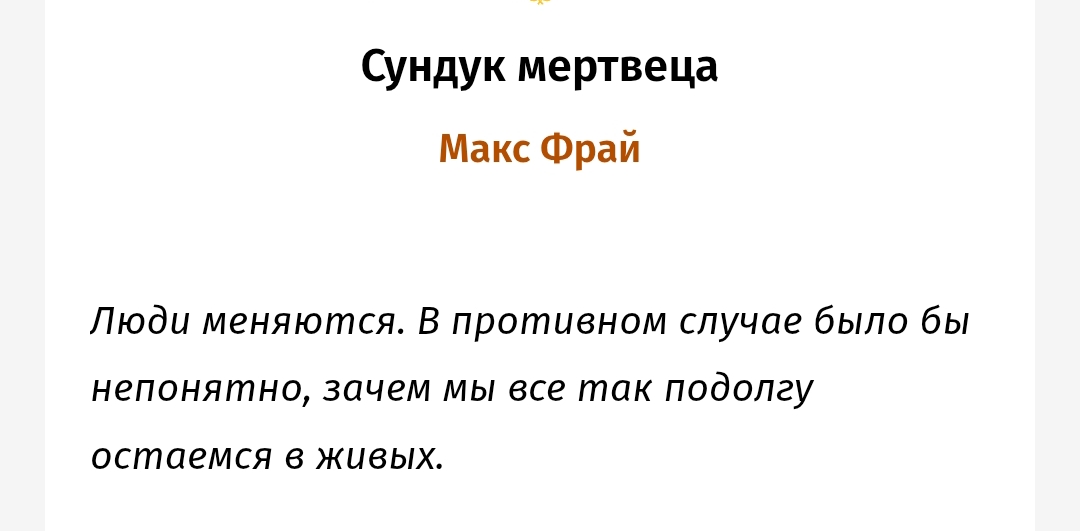 Сундук мертвеца
Макс Фрай
Люди меняются. В противном случае было бы
непонятно, зачем мы все так подолгу
остаемся в живых.